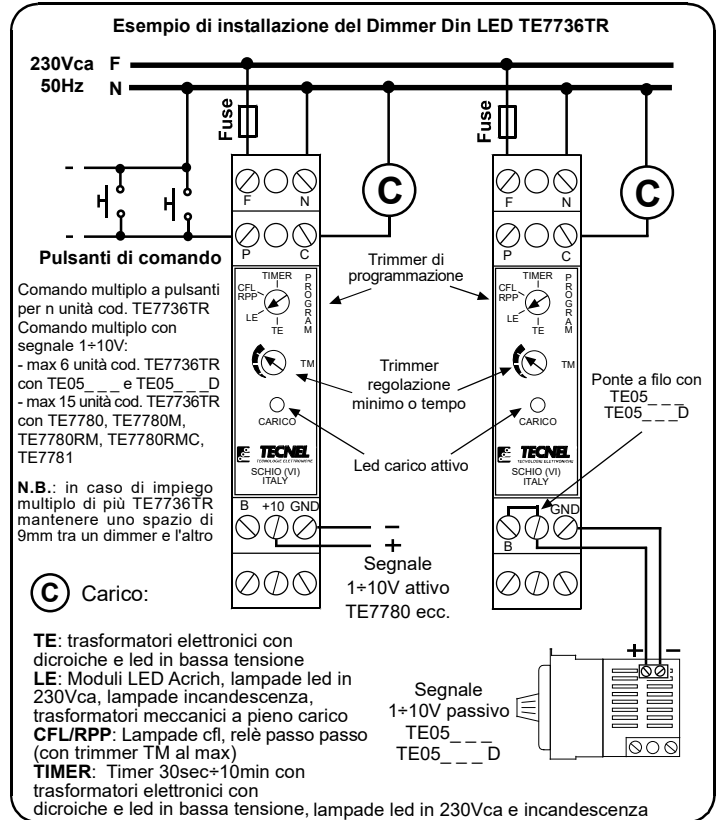 Esempio di installazione del Dimmer Din LED TE7736TR
230Vca F
50Hz N
Fuse
Fuse
F N
P C
C
F N
P C
C
Pulsanti di comando
Comando multiplo a pulsanti
per n unità cod. TE7736TR
Comando multiplo con
segnale 1÷10V:
- max 6 unità cod. TE7736TR
con TE05_ _ _ e TE05_ _ _D
- max 15 unità cod. TE7736TR
con TE7780, TE7780M,
TE7780RM, TE7780RMC,
TE7781
N.B.: in caso di impiego
multiplo di più TE7736TR
mantenere uno spazio di
9mm tra un dimmer e l'altro
TIMER
CFL
RPP
LE
TE
PROGRAM
TM
CARICO
TECNEL
TECNOLOGIE ELETTRONICHE
SCHIO (VI)
ITALY
B +10 GND
Trimmer di
programmazione
Trimmer
regolazione
minimo o tempo
Led carico attivo
–
+
Segnale
1÷10V attivo
TE7780 ecc.
TIMER
CFL
RPP
LE
TE
PROGRAM
TM
CARICO
TECNEL
TECNOLOGIE ELETTRONICHE
SCHIO (VI)
ITALY
GND
B
Ponte a filo con
TE05_ _ _
TE05_ _ _D
+ –
Segnale
1÷10V passivo
TE05_ _ _
TE05_ _ _ D
C Carico:
TE: trasformatori elettronici con
dicroiche e led in bassa tensione
LE: Moduli LED Acrich, lampade led in
230Vca, lampade incandescenza,
trasformatori meccanici a pieno carico
CFL/RPP: Lampade cfl, relè passo passo
(con trimmer TM al max)
TIMER: Timer 30sec÷10min con
trasformatori elettronici con
dicroiche e led in bassa tensione, lampade led in 230Vca e incandescenza